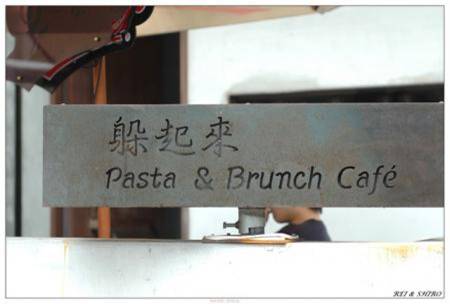 躲起來
Pasta & Brunch Café
REI & SHIRO